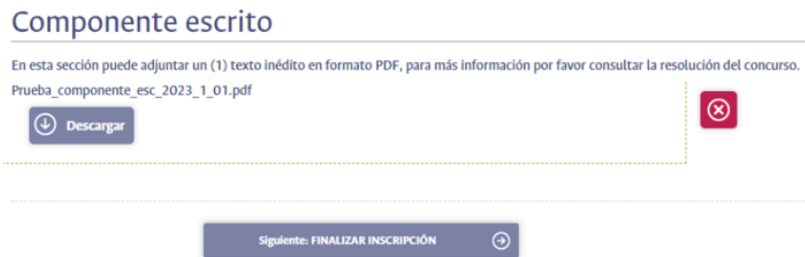 Componente escrito
En esta sección puede adjuntar un (1) texto inédito en formato PDF, para más información por favor consultar la resolución del concurso.
Prueba_componente_esc_2023_1_01.pdf
Descargar
Siguiente: FINALIZAR INSCRIPCIÓN